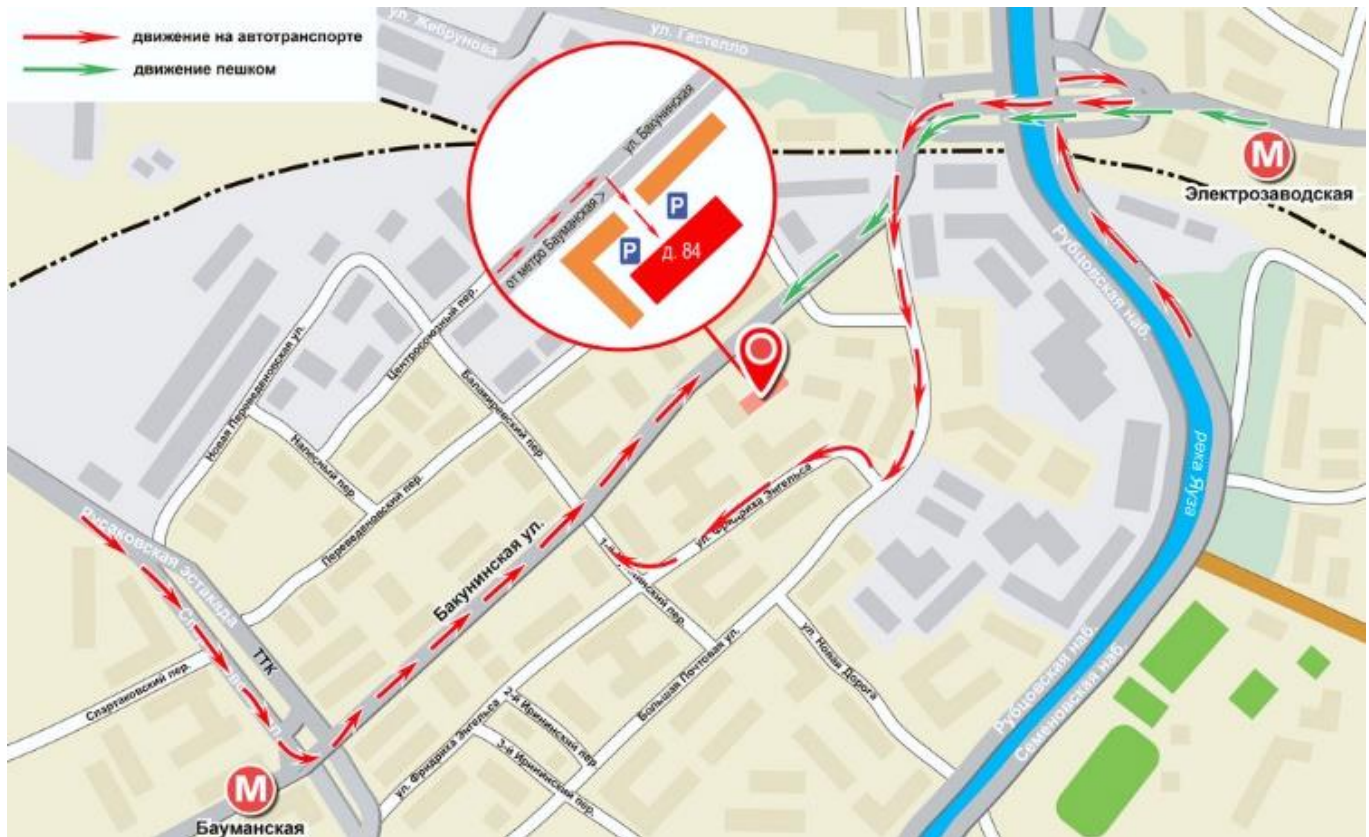 движение на автотранспорте
движение пешком
ул. Жебрунова
ул. Гастелло
ул. Бакунинская
от метро Бауманская >
P
P
д. 84
М
Электрозаводская
Центросоюзный пер.
Новая Переведеновская ул.
Балакиревский пер.
Напесный пер.
Переведеновский пер.
Рубцовская наб.
река Яуза
ул. Фридриха Энгельса
Бакунинская ул.
Русаковская эстакада
ТТК
Спартаковский пер.
Большая Почтовая ул.
ул. Новая Дорога
2-й Ирининский пер.
3-й Ирининский пер.
ул. Фридриха Энгельса
Рубцовская наб.
Семеновская наб.
М
Бауманская